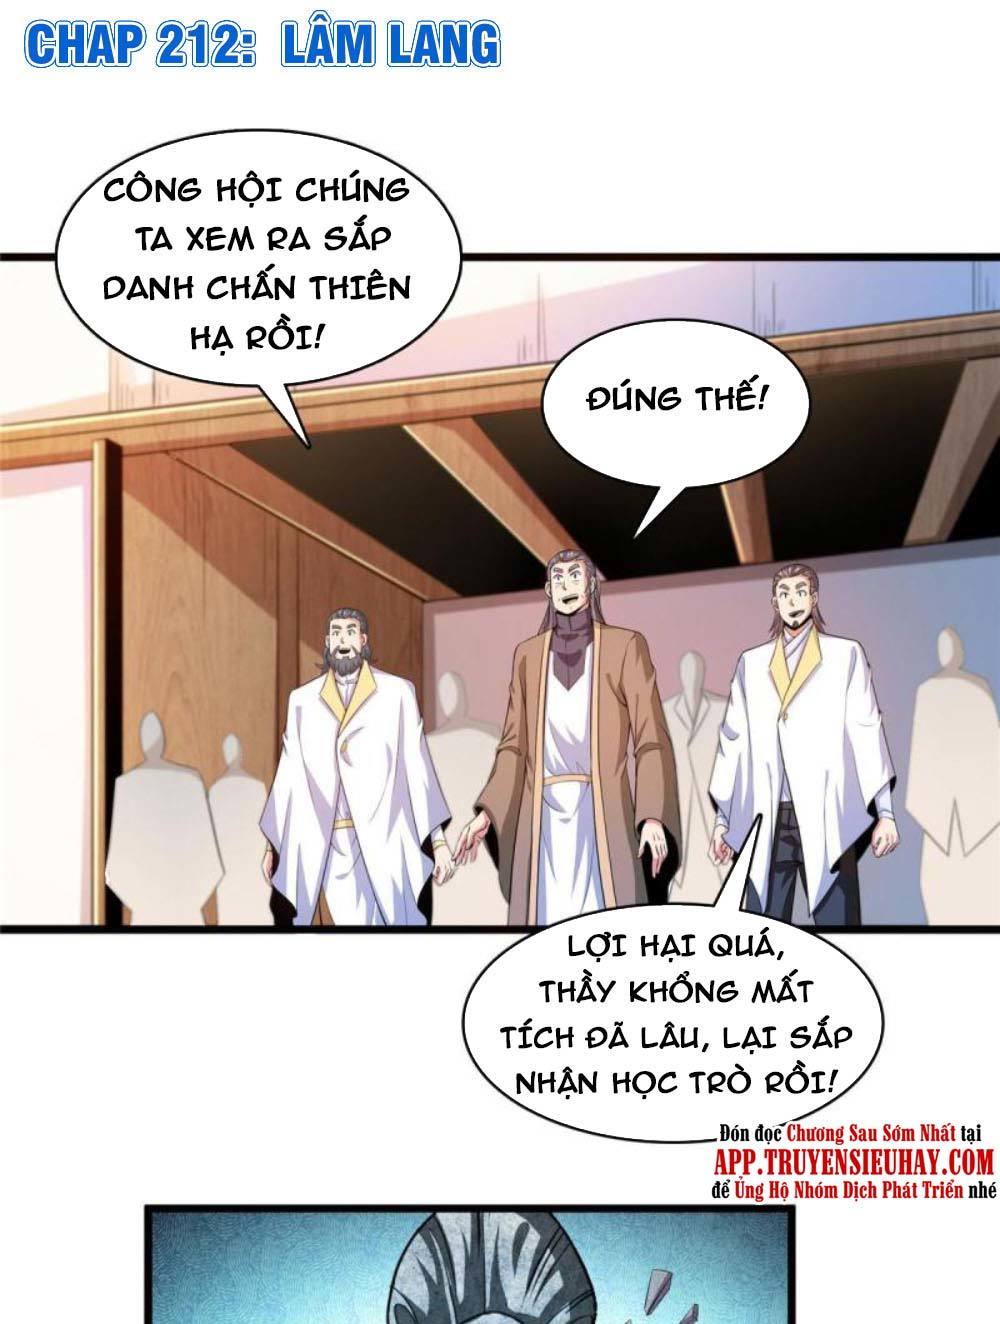 CHAP 212: LÂM LANG
CÔNG HỘI CHÚNG
TA XEM RA SẮP
DANH CHẤN THIÊN
HẠ RỒI!
ĐÚNG THẾ!
LỢI HẠI QUÁ,
THẦY KHỔNG MẤT
TÍCH ĐÃ LÂU, LẠI SẮP
NHẬN HỌC TRÒ RỒI!
Đón đọc Chương Sau Sớm Nhất tại
APP.TRUYENSIEUHAY.COM
để Ủng Hộ Nhóm Dịch Phát Triển nhé